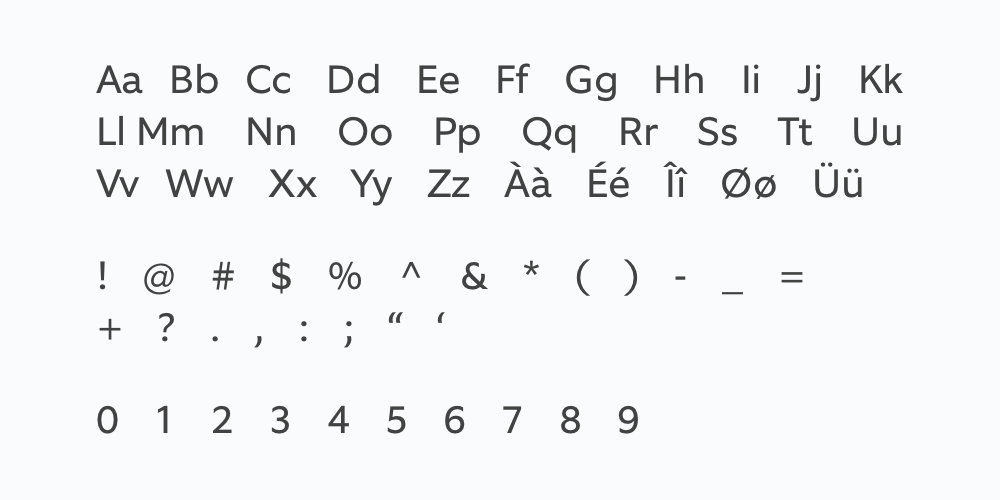 Aa Bb Cc Dd Ee Ff Gg Hh Ii Jj Kk
Ll Mm Nn Oo Pp Qq Rr Ss Tt Uu
Vv Ww Xx Yy Zz Àà Éé Îî Øø Üü
! @ # $ % ^ & * ( ) - _ =
+ ? . , : ; “ ‘
0 1 2 3 4 5 6 7 8 9